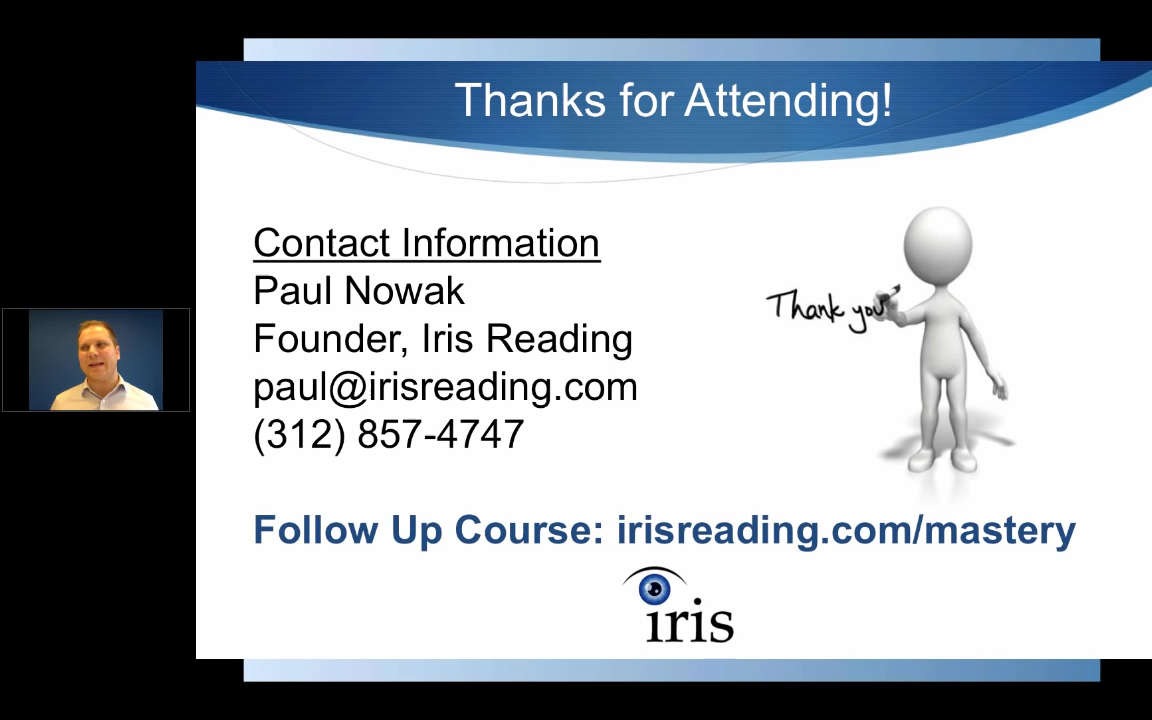 Thanks for Attending!
Contact Information
Paul Nowak
Founder, Iris Reading
paul@irisreading.com
(312) 857-4747
Thank you
Follow Up Course: irisreading.com/mastery
iris